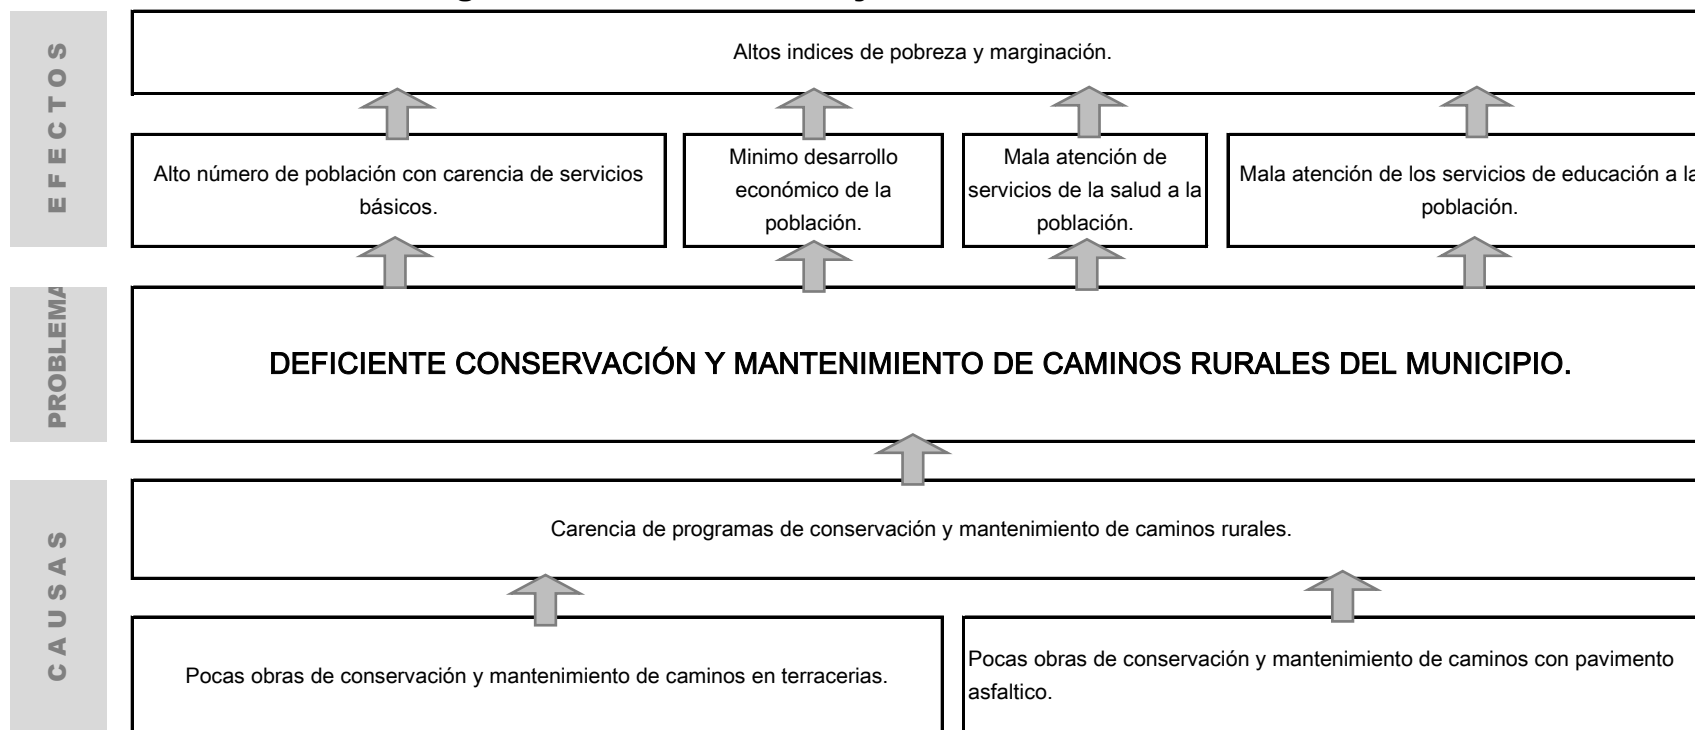 EFECTOS
Altos indices de pobreza y marginación.
Alto número de población con carencia de servicios
básicos.
Minimo desarrollo
económico de la
población.
Mala atención de
servicios de la salud a la
población.
Mala atención de los servicios de educación a la
población.
PROBLEMA
DEFICIENTE CONSERVACIÓN Y MANTENIMIENTO DE CAMINOS RURALES DEL MUNICIPIO.
CAUSAS
Carencia de programas de conservación y mantenimiento de caminos rurales.
Pocas obras de conservación y mantenimiento de caminos en terracerias.
Pocas obras de conservación y mantenimiento de caminos con pavimento
asfaltico.